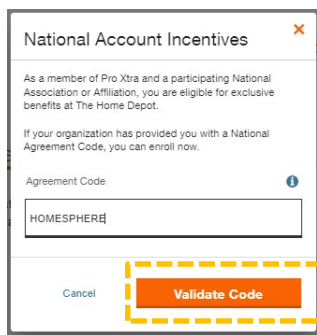 National Account Incentives
As a member of Pro Xtra and a participating National
Association or Affiliation, you are eligible for exclusive
benefits at The Home Depot.
If your organization has provided you with a National
Agreement Code, you can enroll now.
Agreement Code
HOMESPHERE
Cancel
Validate Code